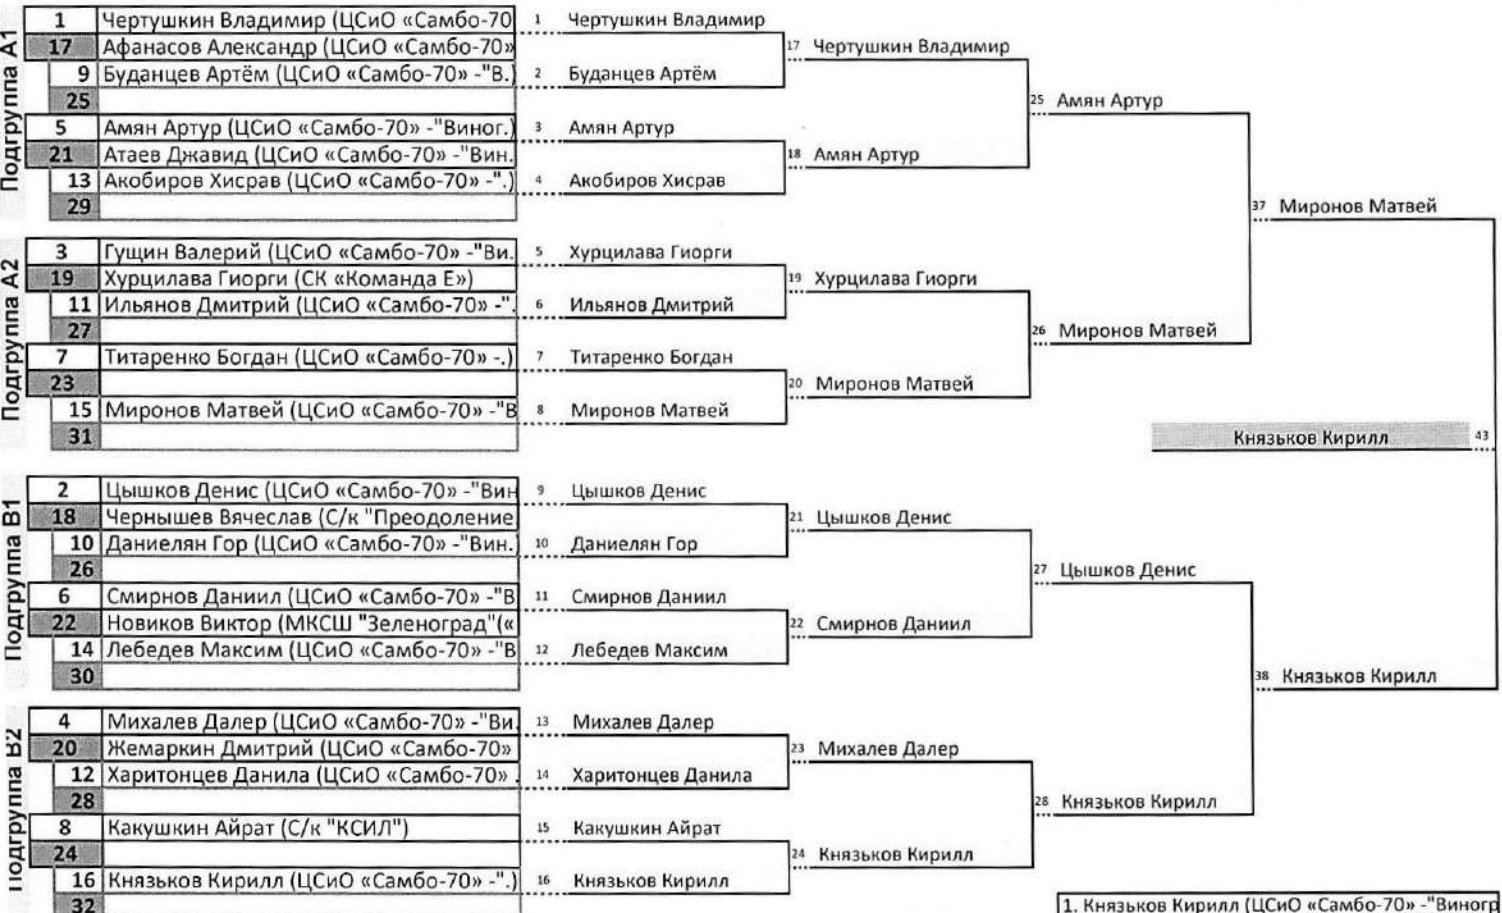 Подгруппа А1
1 Чертушкин Владимир (ЦСиО «Самбо-70
17 Афанасов Александр (ЦСиО «Самбо-70»
9 Буданцев Артём (ЦСиО «Самбо-70» -"В.)
25
5 Амян Артур (ЦСиО «Самбо-70» -"Виног.)
21 Атаев Джавид (ЦСиО «Самбо-70» -"Вин.
13 Акобиров Хисрав (ЦСиО «Самбо-70» -".)
29
Подгруппа А2
3 Гущин Валерий (ЦСиО «Самбо-70» -"Ви.
19 Хурцилава Гиорги (СК «Команда Е»)
11 Ильянов Дмитрий (ЦСиО «Самбо-70» -".
27
7 Титаренко Богдан (ЦСиО «Самбо-70» -.)
23
15 Миронов Матвей (ЦСиО «Самбо-70» -"В
31
Подгруппа В1
2 Цышков Денис (ЦСиО «Самбо-70» -"Вин
18 Чернышев Вячеслав (С/к "Преодоление
10 Даниелян Гор (ЦСиО «Самбо-70» -"Вин.)
26
6 Смирнов Даниил (ЦСиО «Самбо-70» -"В
22 Новиков Виктор (МКСШ "Зеленоград"(«
14 Лебедев Максим (ЦСиО «Самбо-70» -"В
30
Подгруппа В2
4 Михалев Далер (ЦСиО «Самбо-70» -"Ви.
20 Жемаркин Дмитрий (ЦСиО «Самбо-70»
12 Харитонцев Данила (ЦСиО «Самбо-70» .
28
8 Какушкин Айрат (С/к "КСИЛ")
24
16 Князьков Кирилл (ЦСиО «Самбо-70» -".)
32
1 Чертушкин Владимир
2 Буданцев Артём
3 Амян Артур
4 Акобиров Хисрав
5 Хурцилава Гиорги
6 Ильянов Дмитрий
7 Титаренко Богдан
8 Миронов Матвей
9 Цышков Денис
10 Даниелян Гор
11 Смирнов Даниил
12 Лебедев Максим
13 Михалев Далер
14 Харитонцев Данила
15 Какушкин Айрат
16 Князьков Кирилл
17 Чертушкин Владимир
18 Амян Артур
19 Хурцилава Гиорги
20 Миронов Матвей
21 Цышков Денис
22 Смирнов Даниил
23 Михалев Далер
24 Князьков Кирилл
25 Амян Артур
26 Миронов Матвей
27 Цышков Денис
28 Князьков Кирилл
37 Миронов Матвей
38 Князьков Кирилл
Князьков Кирилл 43
1. Князьков Кирилл (ЦСиО «Самбо-70» -"Виногр